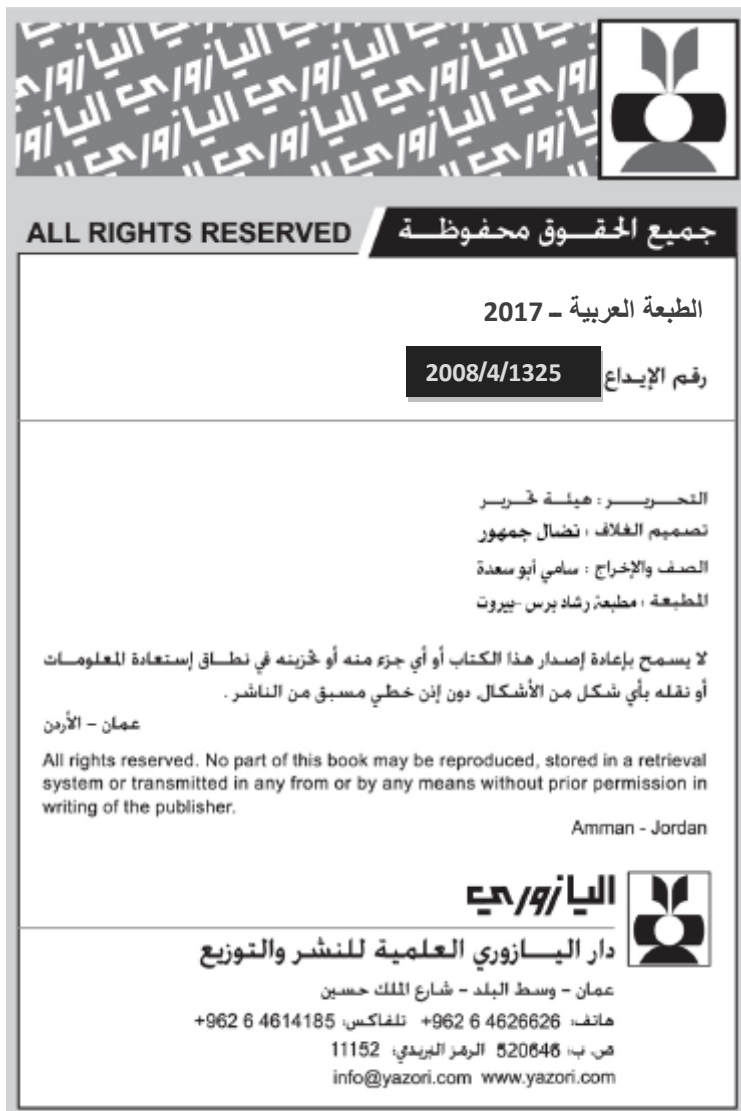 اليازوري اليازوري اليازوري
ALL RIGHTS RESERVED
جميع الحقـــوق محفوظـــة
الطبعة العربية – 2017
رقم الإيـداع 2008/4/1325
التحـــريـــــر : هيئــة تحـريـر
تصميم الغلاف : نضال جمهور
الصف والإخراج : سامي أبو سعدة
المطبعة : مطبعة رشاد برس -بيروت
لا يسمح بإعادة إصدار هذا الكتاب أو أي جزء منه أو تخزينه في نطـــاق إستعادة المعلومـــات
أو نقله بأي شكل من الأشكال، دون إذن خطي مسبق من الناشر .
عمان – الأردن
All rights reserved. No part of this book may be reproduced, stored in a retrieval
system or transmitted in any from or by any means without prior permission in
writing of the publisher.
Amman - Jordan
اليازوري
دار اليـــازوري العلمية للنشر والتوزيع
عمان – وسط البلد – شارع الملك حسين
هاتف: 4626626 6 962+ تلفاكس: 4614185 6 962+
ص. ب: 520646 الرمز البريدي: 11152
info@yazori.com www.yazori.com